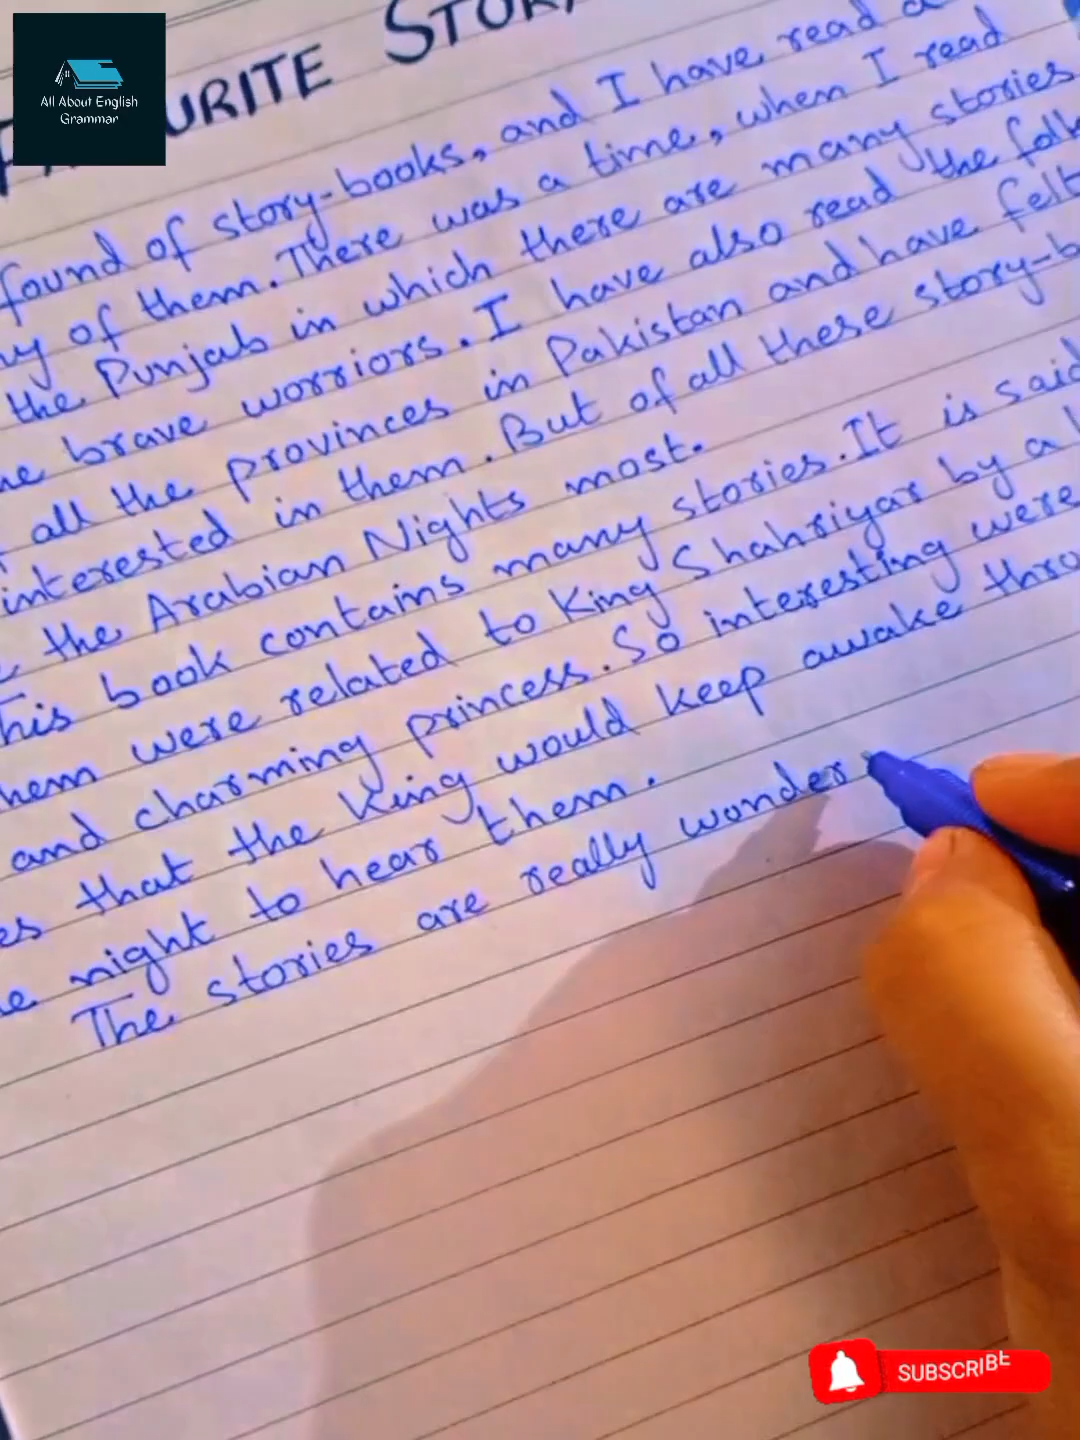 All About English
Grammar
URITE STOR
found of story-books, and I have read a
ny of them. There was a time, when I read
the Punjab in which there are many stories
brave worriors. I have also read the folk
all the provinces in Pakistan and have felt
interested in them. But of all these story-b
the Arabian Nights most.
his book contains many stories. It is said
hem were related to King Shahriyar by a
and charming princess. So interesting were
es that the King would keep awake thro
night to hear them.
The stories are really wonder
SUBSCRIBE